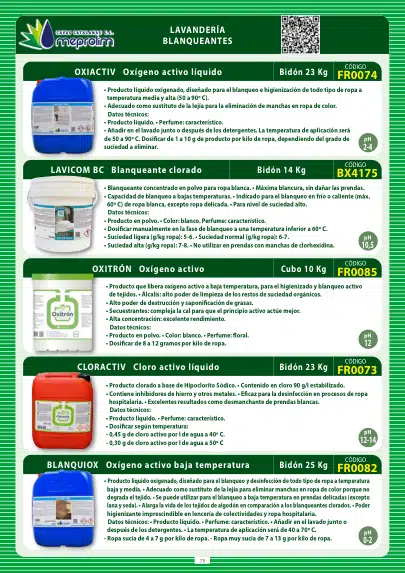 COPAS CATALANAS S.L.
meprolim
LAVANDERÍA
BLANQUEANTES
OXIACTIV Oxígeno activo líquido
Bidón 23 Kg
CÓDIGO
FR0074
• Producto líquido oxigenado, diseñado para el blanqueo e higienización de todo tipo de ropa a
temperatura media y alta (50 a 90º C).
• Adecuado como sustituto de la lejía para la eliminación de manchas en ropa de color.
Datos técnicos:
• Producto líquido. • Perfume: característico.
• Añadir en el lavado junto o después de los detergentes. La temperatura de aplicación será
de 50 a 90º C. Dosificar de 1 a 10 g de producto por kilo de ropa, dependiendo del grado de
suciedad a eliminar.
pH
2-4
LAVICOM BC Blanqueante clorado
Bidón 14 Kg
CÓDIGO
BX4175
• Blanqueante concentrado en polvo para ropa blanca. • Máxima blancura, sin dañar las prendas.
• Capacidad de blanqueo a bajas temperaturas. • Indicado para el blanqueo en frío o caliente (máx.
60º C) de ropa blanca, excepto ropa delicada. • Para nivel de suciedad alto.
Datos técnicos:
• Producto en polvo. • Color: blanco. Perfume: característico.
• Dosificar manualmente en la fase de blanqueo a una temperatura inferior a 60º C.
• Suciedad ligera (g/kg ropa): 5-6. • Suciedad normal (g/kg ropa): 6-7.
• Suciedad alta (g/kg ropa): 7-8. • No utilizar en prendas con manchas de clorhexidina.
pH
10,5
OXITRÓN Oxígeno activo
Cubo 10 Kg
CÓDIGO
FR0085
Oxitrón
• Producto que libera oxígeno activo a baja temperatura, para el higienizado y blanqueo activo
de tejidos. • Álcalis: alto poder de limpieza de los restos de suciedad orgánicos.
• Alto poder de destrucción y saponificación de grasas.
• Secuestrantes: compleja la cal para que el principio activo actúe mejor.
• Alta concentración: excelente rendimiento.
Datos técnicos:
• Producto en polvo. • Color: blanco. • Perfume: floral.
• Dosificar de 8 a 12 gramos por kilo de ropa.
pH
12
CLORACTIV Cloro activo líquido
Bidón 23 Kg
CÓDIGO
FR0073
• Producto clorado a base de Hipoclorito Sódico. • Contenido en cloro 90 g/l estabilizado.
• Contiene inhibidores de hierro y otros metales. • Eficaz para la desinfección en procesos de ropa
hospitalaria. • Excelentes resultados como desmanchante de prendas blancas.
Datos técnicos:
• Producto líquido. • Perfume: característico.
• Dosificar según temperatura:
- 0,45 g de cloro activo por l de agua a 40º C.
- 0,30 g de cloro activo por l de agua a 50º C
pH
12-14
BLANQUIOX Oxígeno activo baja temperatura
Bidón 25 Kg
CÓDIGO
FR0082
• Producto líquido oxigenado, diseñado para el blanqueo y desinfección de todo tipo de ropa a temperatura
baja y media. • Adecuado como sustituto de la lejía para eliminar manchas en ropa de color porque no
degrada el tejido. • Se puede utilizar para el blanqueo a baja temperatura en prendas delicadas (excepto
lana y seda). • Alarga la vida de los tejidos de algodón en comparación a los blanqueantes clorados. • Poder
higienizante imprescindible en lencería de colectividades y ropa hospitalaria.
Datos técnicos: • Producto líquido. • Perfume: característico. • Añadir en el lavado junto o
después de los detergentes. • La temperatura de aplicación será de 40 a 70º C.
• Ropa sucia de 4 a 7 g por kilo de ropa. • Ropa muy sucia de 7 a 13 g por kilo de ropa.
pH
0-2